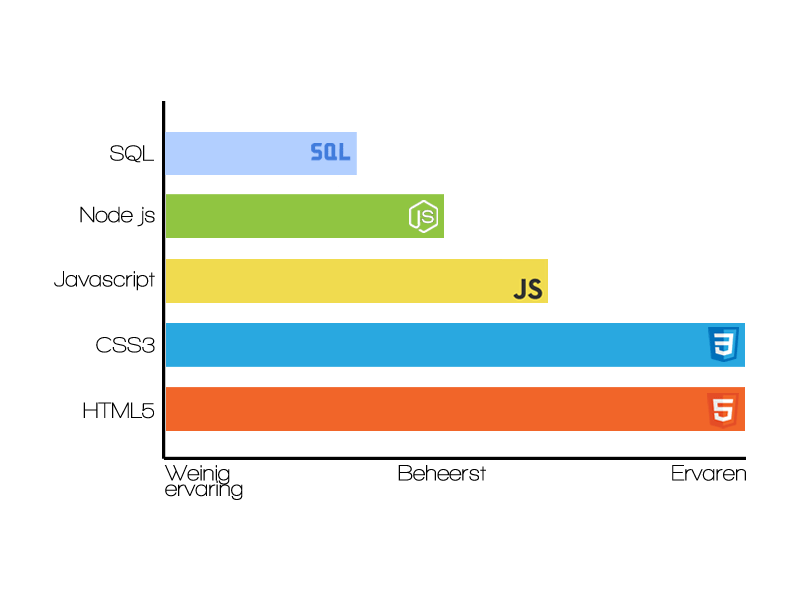 SQL
SQL
Node js
JS
Javascript
JS
CSS3
3
HTML5
5
Weinig
ervaring
Beheerst
Ervaren